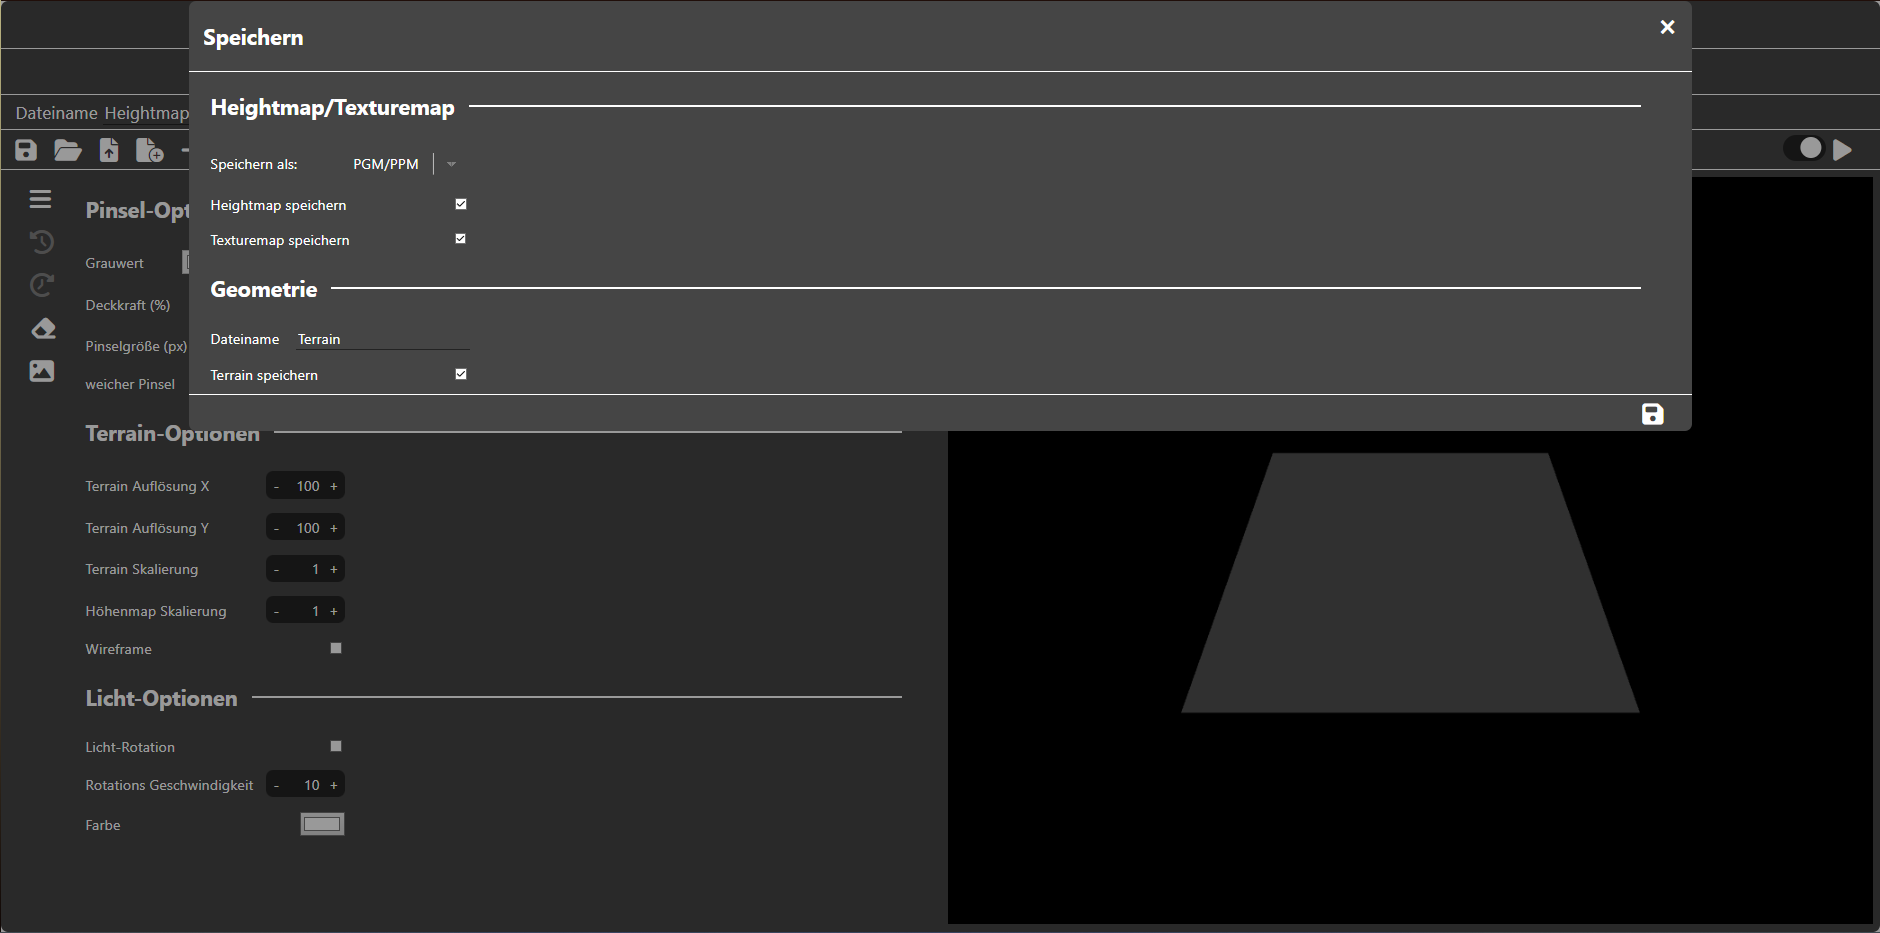 Speichern
Heightmap/Texturemap
Dateiname Heightmap
Speichern als: PGM/PPM
Heightmap speichern
Texturemap speichern
Geometrie
Dateiname Terrain
Terrain speichern
Pinsel-Opt
Grauwert
Deckkraft (%)
Pinselgröße (px)
weicher Pinsel
Terrain-Optionen
Terrain Auflösung X - 100 +
Terrain Auflösung Y - 100 +
Terrain Skalierung - 1 +
Höhenmap Skalierung - 1 +
Wireframe
Licht-Optionen
Licht-Rotation
Rotations Geschwindigkeit - 10 +
Farbe